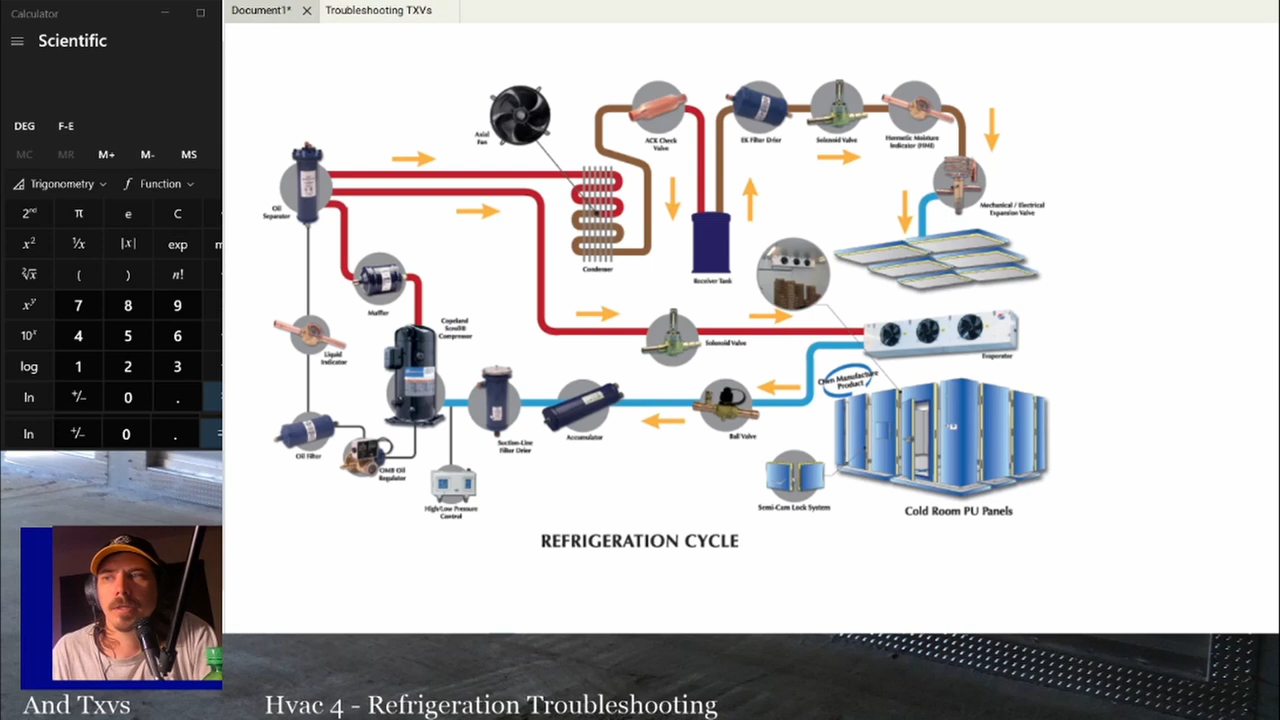 Calculator
Scientific
DEG F-E
MC MR M+ M- MS
Trigonometry f Function
2ⁿᵈ π e C
x² ¹/x |x| exp m
²√x ( ) n!
xʸ 7 8 9
10ˣ 4 5 6
log 1 2 3
ln +/- 0 .
ln +/- 0 . =
Document1* Troubleshooting TXVs
Axial
Fan
ACK Check
Valve
EK Filter Drier
Solenoid Valve
Hermetic Moisture
Indicator (HMI)
Oil
Separator
Mechanical / Electrical
Expansion Valve
Condenser
Receiver Tank
Muffler
Copeland
Scroll®
Compressor
Liquid
Indicator
Solenoid Valve
Evaporator
Own Manufacture
Product
Ball Valve
Accumulator
Suction-Line
Filter Drier
Oil Filter
OMB Oil
Regulator
High/Low Pressure
Control
Semi-Cam Lock System
Cold Room PU Panels
REFRIGERATION CYCLE
And Txvs
Hvac 4 - Refrigeration Troubleshooting